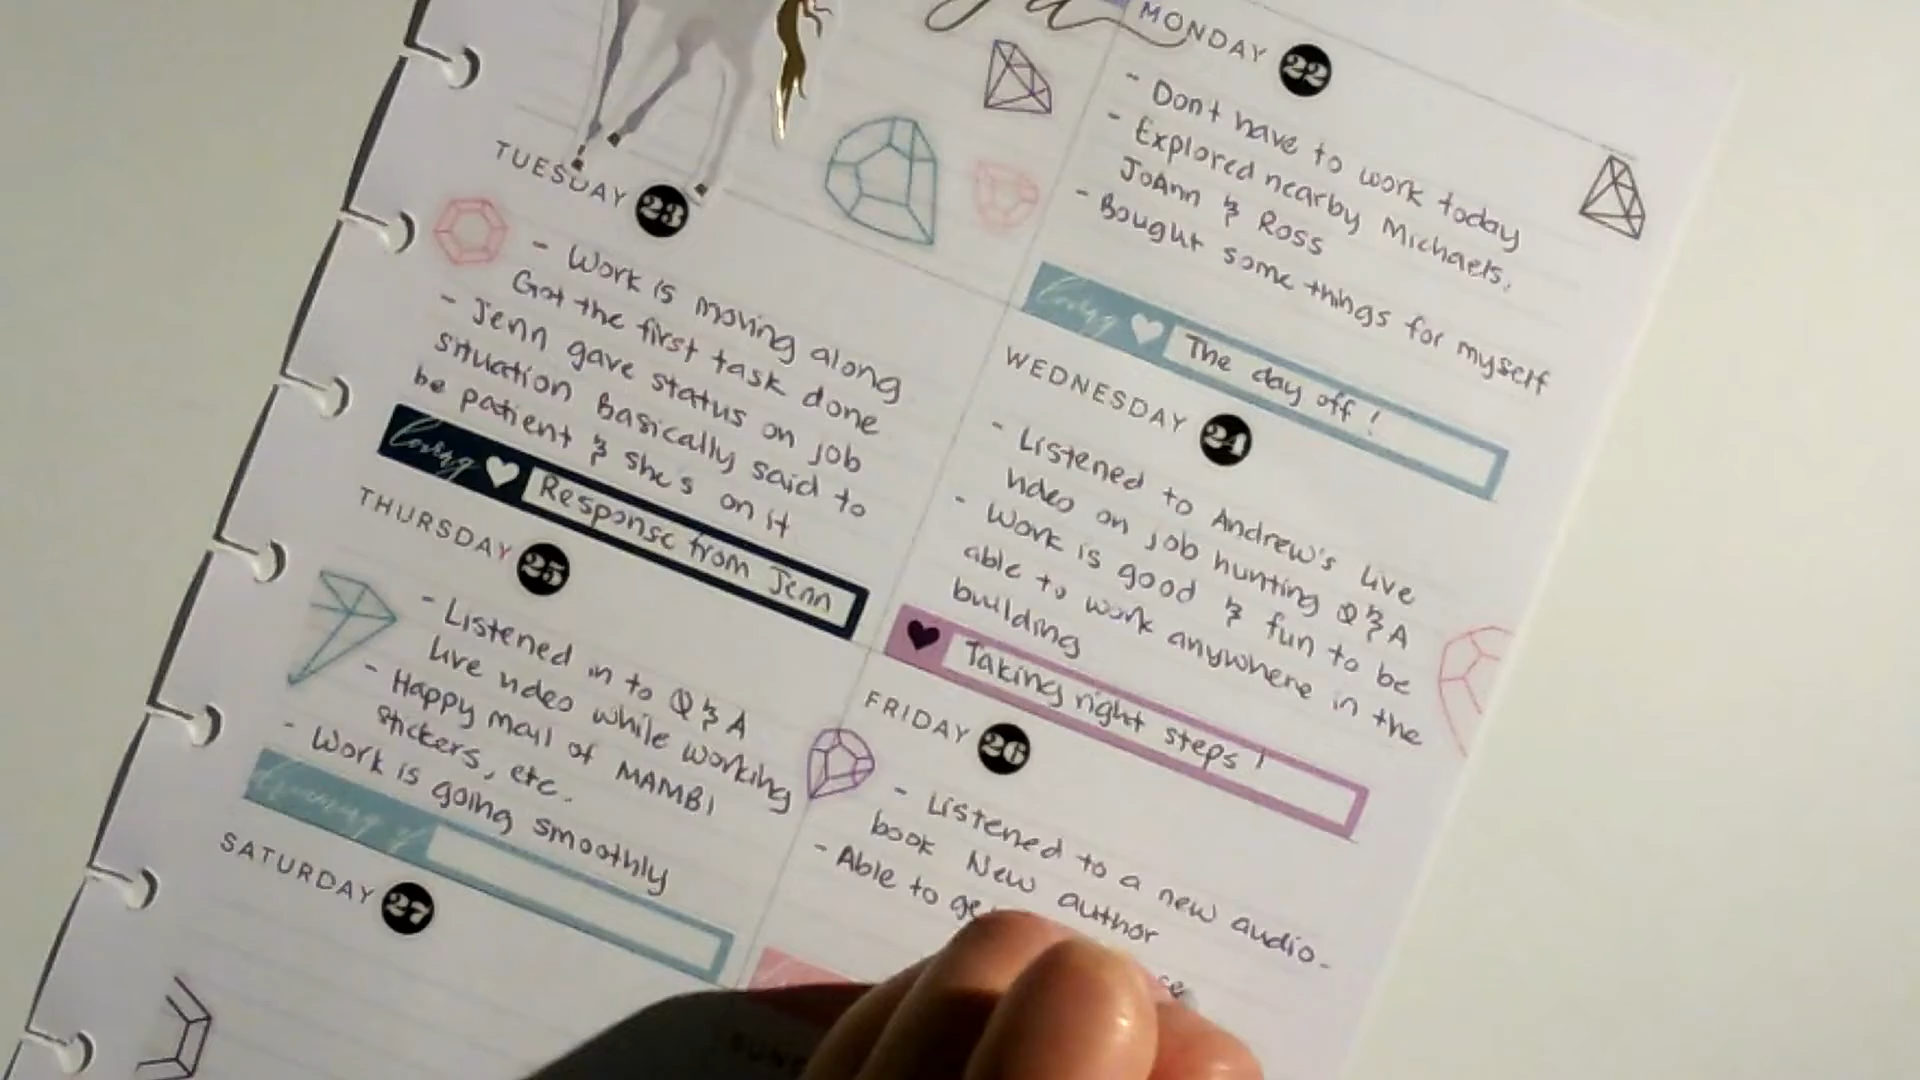 MONDAY 22
- Don't have to work today
- Explored nearby Michaels,
JoAnn & Ross
- Bought some things for myself
loving The day off!
TUESDAY 23
- Work is moving along
Got the first task done
- Jenn gave status on job
situation Basically said to
be patient & she's on it
loving Response from Jenn
WEDNESDAY 24
- Listened to Andrew's live
video on job hunting Q & A
- Work is good & fun to be
able to work anywhere in the
building
Taking right steps!
THURSDAY 25
- Listened in to Q & A
live video while working
- Happy mail of MAMBI
stickers, etc.
- Work is going smoothly
FRIDAY 26
- Listened to a new audio-
book New author
- Able to
SATURDAY 27